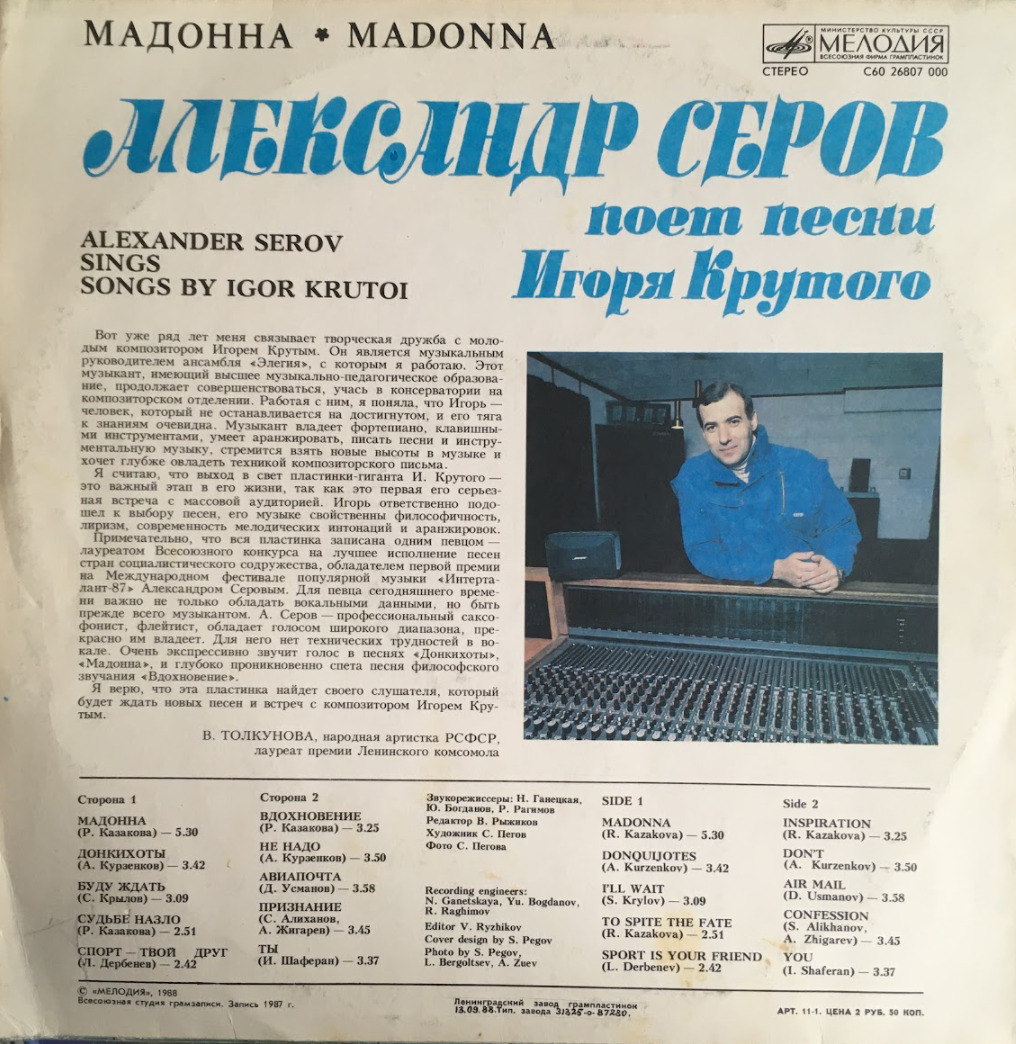 МАДОННА * MADONNA
МИНИСТЕРСТВО КУЛЬТУРЫ СССР
МЕЛОДИЯ
ВСЕСОЮЗНАЯ ФИРМА ГРАМПЛАСТИНОК
СТЕРЕО С60 26807 000
АЛЕКСАНДР СЕРОВ
поет песни
Игоря Крутого
ALEXANDER SEROV
SINGS
SONGS BY IGOR KRUTOI
Вот уже ряд лет меня связывает творческая дружба с моло-
дым композитором Игорем Крутым. Он является музыкальным
руководителем ансамбля «Элегия», с которым я работаю. Этот
музыкант, имеющий высшее музыкально-педагогическое образова-
ние, продолжает совершенствоваться, учась в консерватории на
композиторском отделении. Работая с ним, я поняла, что Игорь —
человек, который не останавливается на достигнутом, и его тяга
к знаниям очевидна. Музыкант владеет фортепиано, клавишны-
ми инструментами, умеет аранжировать, писать песни и инстру-
ментальную музыку, стремится взять новые высоты в музыке и
хочет глубже овладеть техникой композиторского письма.
Я считаю, что выход в свет пластинки-гиганта И. Крутого —
это важный этап в его жизни, так как это первая его серьез-
ная встреча с массовой аудиторией. Игорь ответственно подо-
шел к выбору песен, его музыке свойственны философичность,
лиризм, современность мелодических интонаций и аранжировок.
Примечательно, что вся пластинка записана одним певцом —
лауреатом Всесоюзного конкурса на лучшее исполнение песен
стран социалистического содружества, обладателем первой премии
на Международном фестивале популярной музыки «Интерта-
лант-87» Александром Серовым. Для певца сегодняшнего време-
ни важно не только обладать вокальными данными, но быть
прежде всего музыкантом. А. Серов — профессиональный саксо-
фонист, флейтист, обладает голосом широкого диапазона, пре-
красно им владеет. Для него нет технических трудностей в во-
кале. Очень экспрессивно звучит голос в песнях «Донкихоты»,
«Мадонна», и глубоко проникновенно спета песня философского
звучания «Вдохновение».
Я верю, что эта пластинка найдет своего слушателя, который
будет ждать новых песен и встреч с композитором Игорем Кру-
тым.
В. ТОЛКУНОВА, народная артистка РСФСР,
лауреат премии Ленинского комсомола
Сторона 1
МАДОННА
(Р. Казакова) — 5.30
ДОНКИХОТЫ
(А. Курзенков) — 3.42
БУДУ ЖДАТЬ
(С. Крылов) — 3.09
СУДЬБЕ НАЗЛО
(Р. Казакова) — 2.51
СПОРТ — ТВОЙ ДРУГ
(Л. Дербенев) — 2.42
Сторона 2
ВДОХНОВЕНИЕ
(Р. Казакова) — 3.25
НЕ НАДО
(А. Курзенков) — 3.50
АВИАПОЧТА
(Д. Усманов) — 3.58
ПРИЗНАНИЕ
(С. Алиханов,
А. Жигарев) — 3.45
ТЫ
(И. Шаферан) — 3.37
Звукорежиссеры: Н. Ганецкая,
Ю. Богданов, Р. Рагимов
Редактор В. Рыжиков
Художник С. Пегов
Фото С. Пегова
Recording engineers:
N. Ganetskaya, Yu. Bogdanov,
R. Raghimov
Editor V. Ryzhikov
Cover design by S. Pegov
Photo by S. Pegov,
L. Bergoltsev, A. Zuev
SIDE 1
MADONNA
(R. Kazakova) — 5.30
DONQUIJOTES
(A. Kurzenkov) — 3.42
I'LL WAIT
(S. Krylov) — 3.09
TO SPITE THE FATE
(R. Kazakova) — 2.51
SPORT IS YOUR FRIEND
(L. Derbenev) — 2.42
Side 2
INSPIRATION
(R. Kazakova) — 3.25
DON'T
(A. Kurzenkov) — 3.50
AIR MAIL
(D. Usmanov) — 3.58
CONFESSION
(S. Alikhanov,
A. Zhigarev) — 3.45
YOU
(I. Shaferan) — 3.37
© «МЕЛОДИЯ», 1988
Всесоюзная студия грамзаписи. Запись 1987 г.
Ленинградский завод грампластинок
13.09.88. Тип. завода 31325-о-87280.
АРТ. 11-1. ЦЕНА 2 РУБ. 50 КОП.